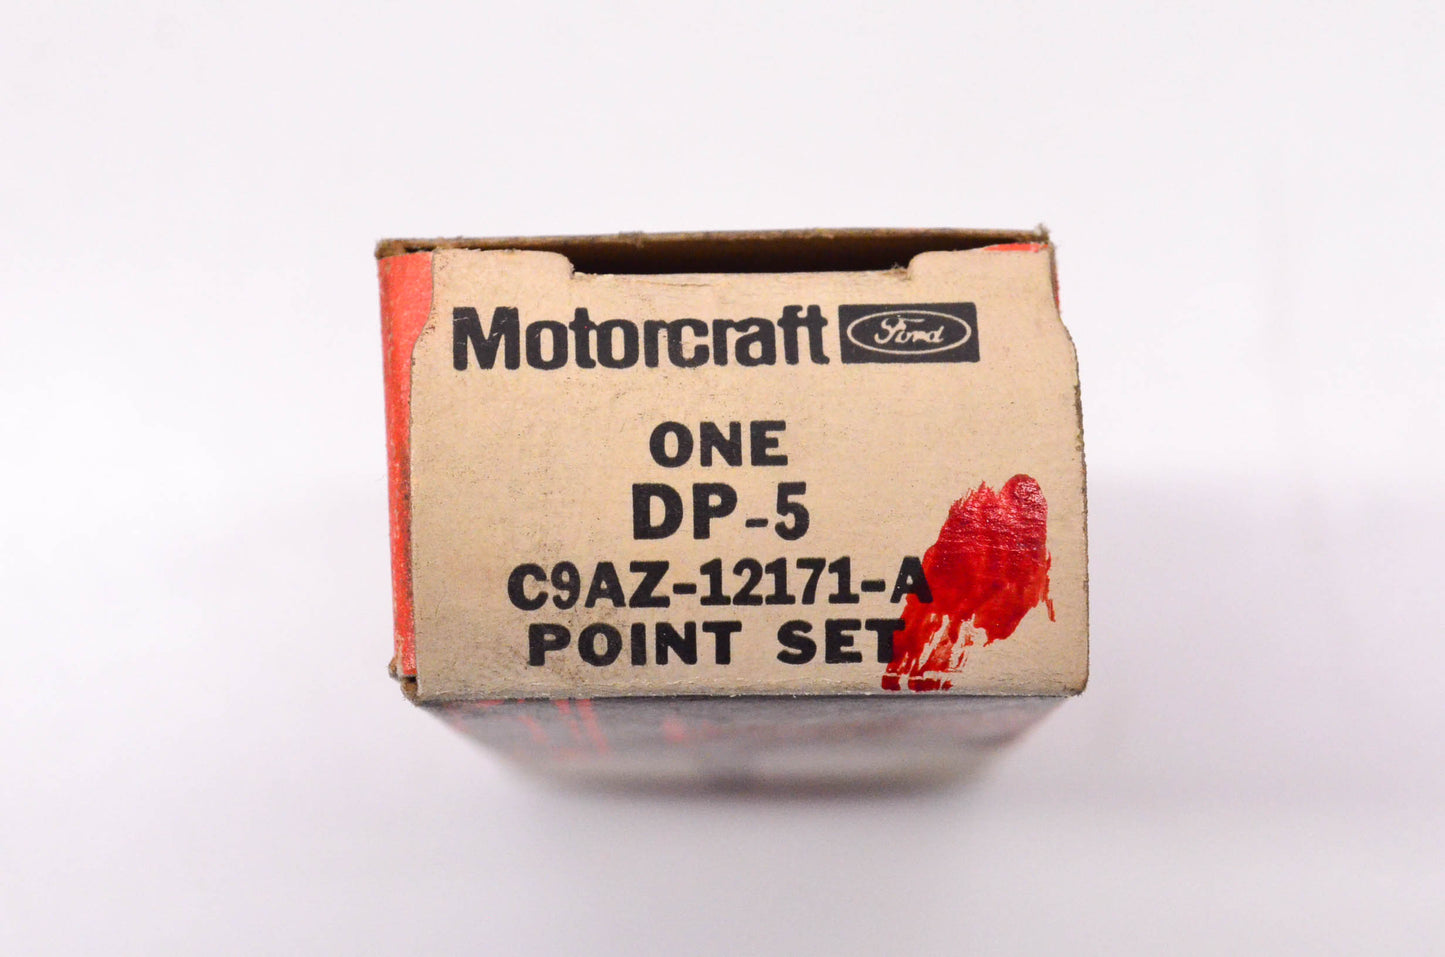 Motorcraft Ford
ONE
DP-5
C9AZ-12171-A
POINT SET